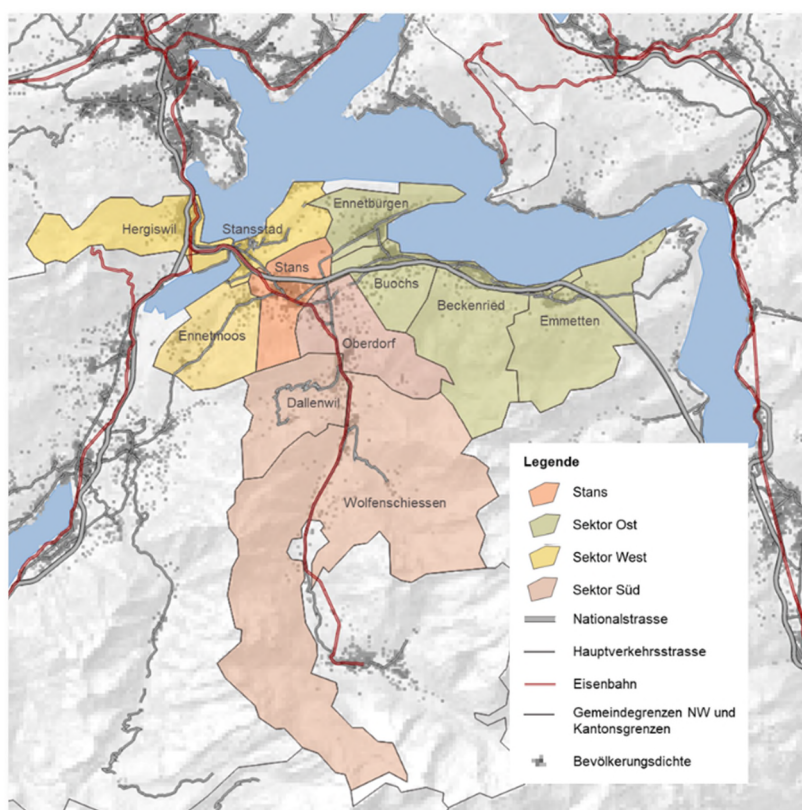 Ennetbürgen
Hergiswil
Stansstad
Stans
Buochs
Beckenried
Emmetten
Ennetmoos
Oberdorf
Dallenwil
Wolfenschiessen
Legende
Stans
Sektor Ost
Sektor West
Sektor Süd
Nationalstrasse
Hauptverkehrsstrasse
Eisenbahn
Gemeindegrenzen NW und
Kantonsgrenzen
Bevölkerungsdichte